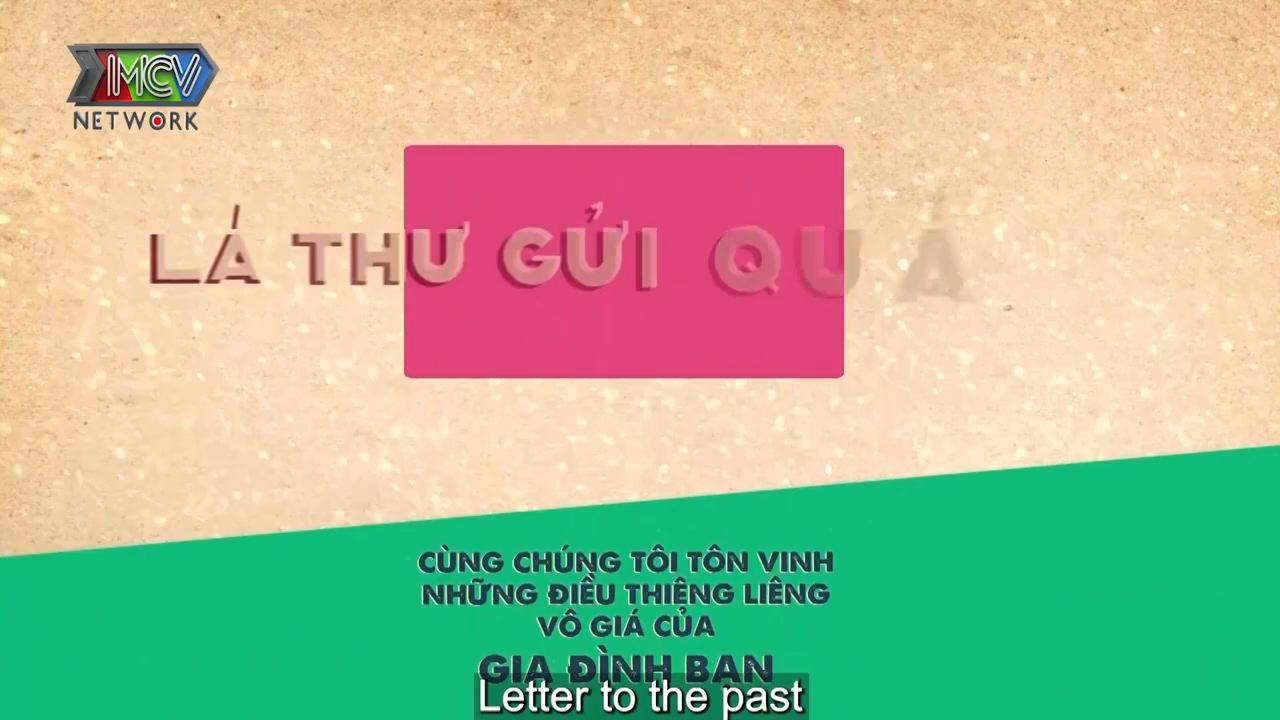 MCV
NETWORK
LÁ THƯ GỬI QUÁ
CÙNG CHÚNG TÔI TÔN VINH
NHỮNG ĐIỀU THIÊNG LIÊNG
VÔ GIÁ CỦA
GIA ĐÌNH BẠN
Letter to the past